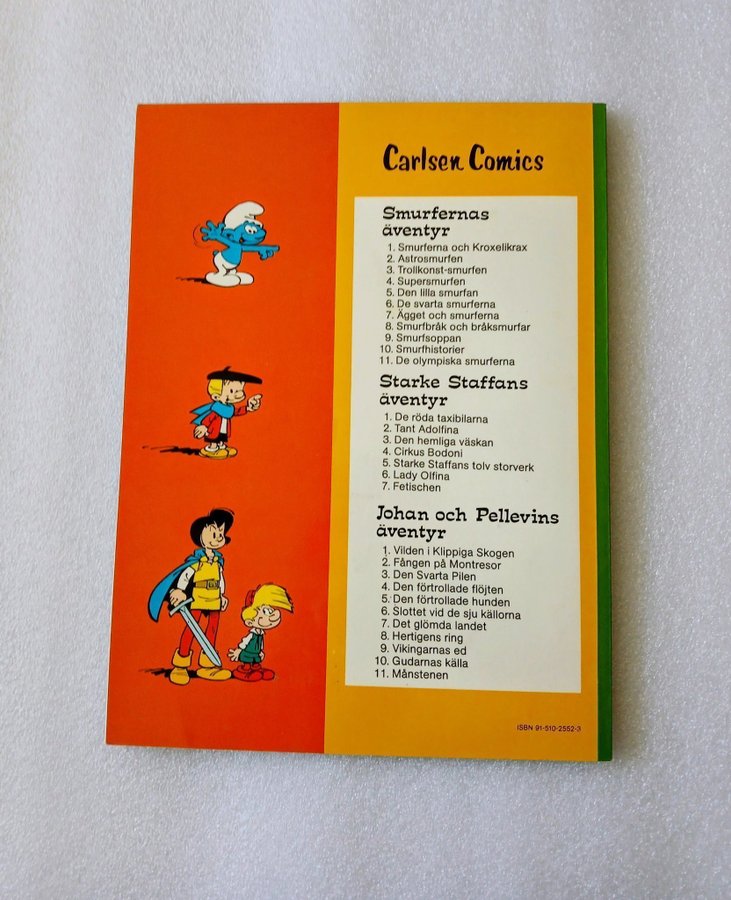 Carlsen Comics
Smurfernas
äventyr
1. Smurferna och Kroxelikrax
2. Astrosmurfen
3. Trollkonst-smurfen
4. Supersmurfen
5. Den lilla smurfan
6. De svarta smurferna
7. Ägget och smurferna
8. Smurfbråk och bråksmurfar
9. Smurfsoppan
10. Smurfhistorier
11. De olympiska smurferna
Starke Staffans
äventyr
1. De röda taxibilarna
2. Tant Adolfina
3. Den hemliga väskan
4. Cirkus Bodoni
5. Starke Staffans tolv storverk
6. Lady Olfina
7. Fetischen
Johan och Pellevins
äventyr
1. Vilden i Klippiga Skogen
2. Fången på Montresor
3. Den Svarta Pilen
4. Den förtrollade flöjten
5. Den förtrollade hunden
6. Slottet vid de sju källorna
7. Det glömda landet
8. Hertigens ring
9. Vikingarnas ed
10. Gudarnas källa
11. Månstenen
ISBN 91-510-2552-3